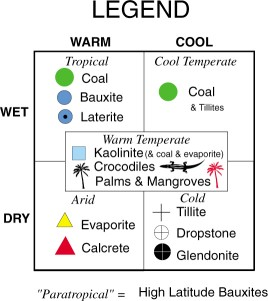 LEGEND
WARM COOL
WET
Tropical
Coal
Bauxite
Laterite
Cool Temperate
Coal
& Tillites
Warm Temperate
Kaolinite (& coal & evaporite)
Crocodiles
Palms & Mangroves
DRY
Arid
Evaporite
Calcrete
Cold
Tillite
Dropstone
Glendonite
"Paratropical" = High Latitude Bauxites